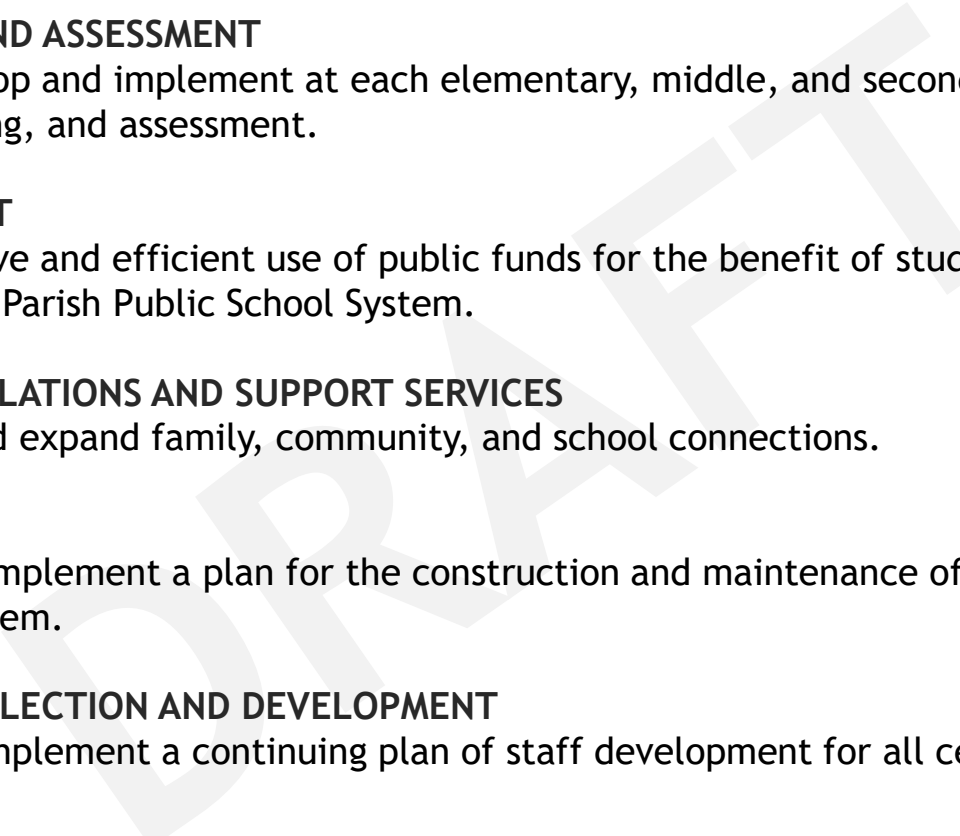 ND ASSESSMENT
op and implement at each elementary, middle, and secon
ng, and assessment.
T
ve and efficient use of public funds for the benefit of stud
Parish Public School System.
LATIONS AND SUPPORT SERVICES
d expand family, community, and school connections.
mplement a plan for the construction and maintenance of
em.
LECTION AND DEVELOPMENT
mplement a continuing plan of staff development for all ce
DRAFT